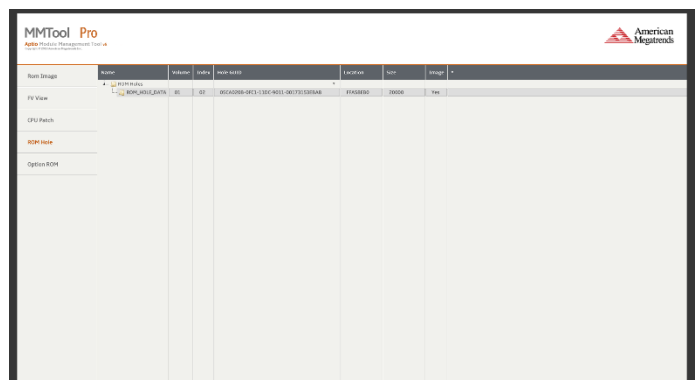 MMTool Pro
Aptio Module Management Tool
American
Megatrends
Rom Image
FV View
CPU Patch
ROM Hole
Option ROM
Name Volume Index Hole GUID Location Size Image
ROM Holes
ROM_HOLE_DATA 01 02 Yes